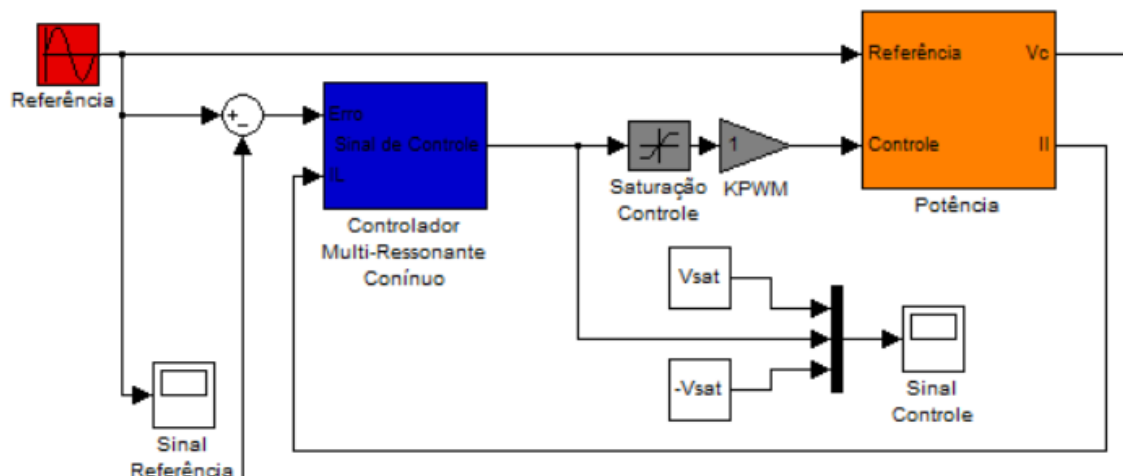 Referência
Erro
IL
Sinal de Controle
Controlador
Multi-Ressonante
Conínuo
Saturação
Controle
1
KPWM
Referência
Controle
Vc
Il
Potência
Vsat
-Vsat
Sinal
Controle
Sinal
Referência